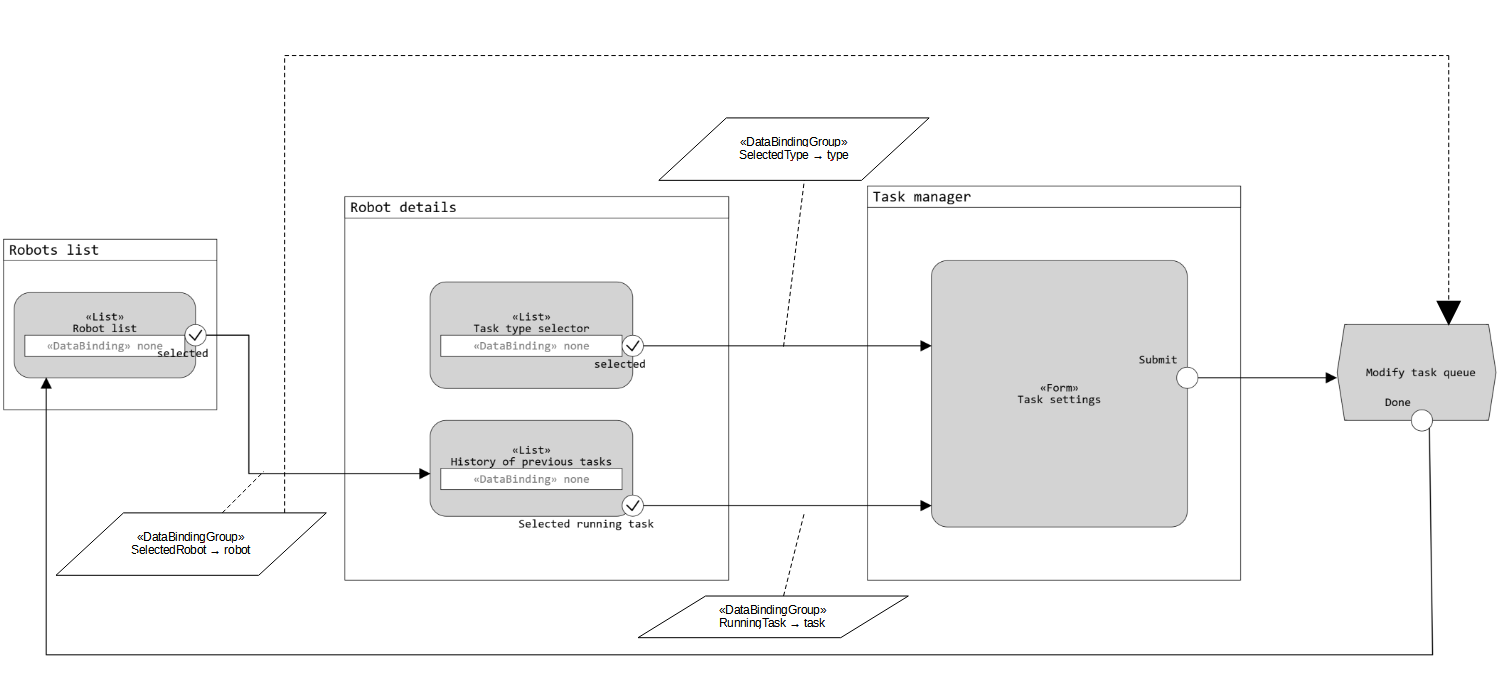 «DataBindingGroup»
SelectedType → type
Task manager
Robot details
Robots list
«List»
Robot list
«DataBinding» none
selected
«List»
Task type selector
«DataBinding» none
selected
Submit
«Form»
Task settings
Modify task queue
Done
«List»
History of previous tasks
«DataBinding» none
Selected running task
«DataBindingGroup»
SelectedRobot → robot
«DataBindingGroup»
RunningTask → task